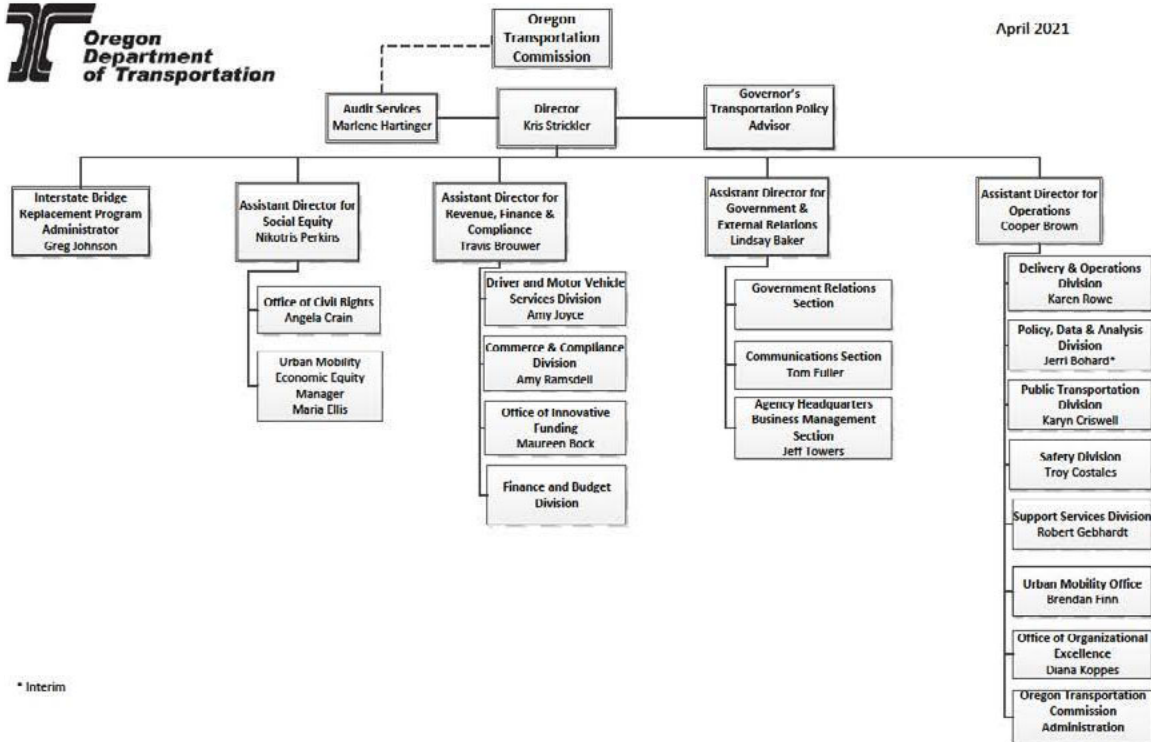 Oregon
Department
of Transportation
Oregon
Transportation
Commission
April 2021
Audit Services
Marlene Hartinger
Director
Kris Strickler
Governor's
Transportation Policy
Advisor
Interstate Bridge
Replacement Program
Administrator
Greg Johnson
Assistant Director for
Social Equity
Nikotris Perkins
Assistant Director for
Revenue, Finance &
Compliance
Travis Brouwer
Assistant Director for
Government &
External Relations
Lindsay Baker
Assistant Director for
Operations
Cooper Brown
Office of Civil Rights
Angela Crain
Urban Mobility
Economic Equity
Manager
Maria Ellis
Driver and Motor Vehicle
Services Division
Amy Joyce
Commerce & Compliance
Division
Amy Ramsdell
Office of Innovative
Funding
Maureen Bock
Finance and Budget
Division
Government Relations
Section
Communications Section
Tom Fuller
Agency Headquarters
Business Management
Section
Jeff Towers
Delivery & Operations
Division
Karen Rowe
Policy, Data & Analysis
Division
Jerri Bohard*
Public Transportation
Division
Karyn Criswell
Safety Division
Troy Costales
Support Services Division
Robert Gebhardt
Urban Mobility Office
Brendan Finn
Office of Organizational
Excellence
Diana Koppes
Oregon Transportation
Commission
Administration
* Interim